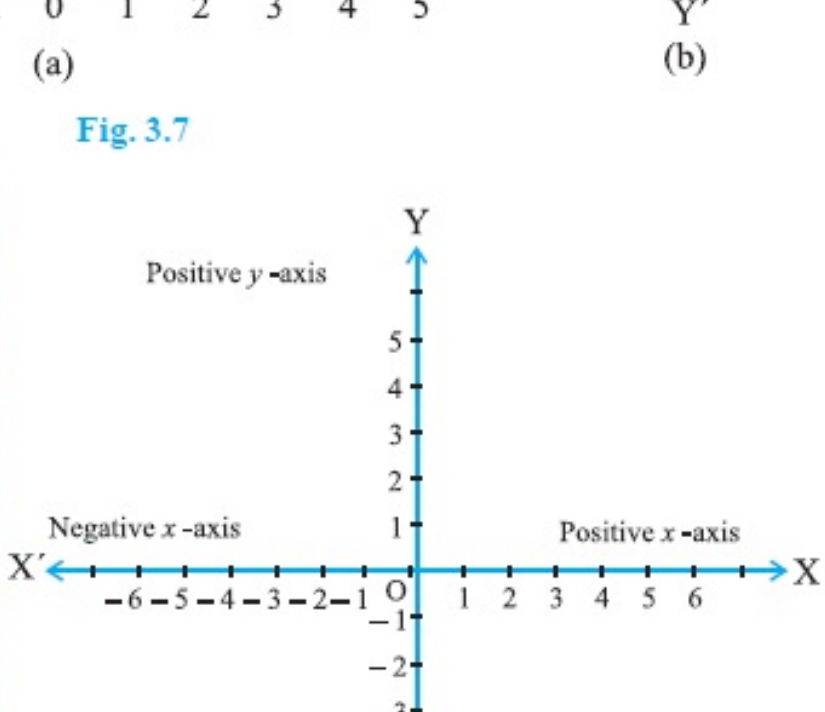 0 1 2 3 4 5 Y′
(a) (b)
Fig. 3.7
Y
Positive y -axis
5
4
3
2
1
Negative x -axis Positive x -axis
X′ X
– 6 – 5 – 4 – 3 – 2 – 1 O 1 2 3 4 5 6
– 1
– 2